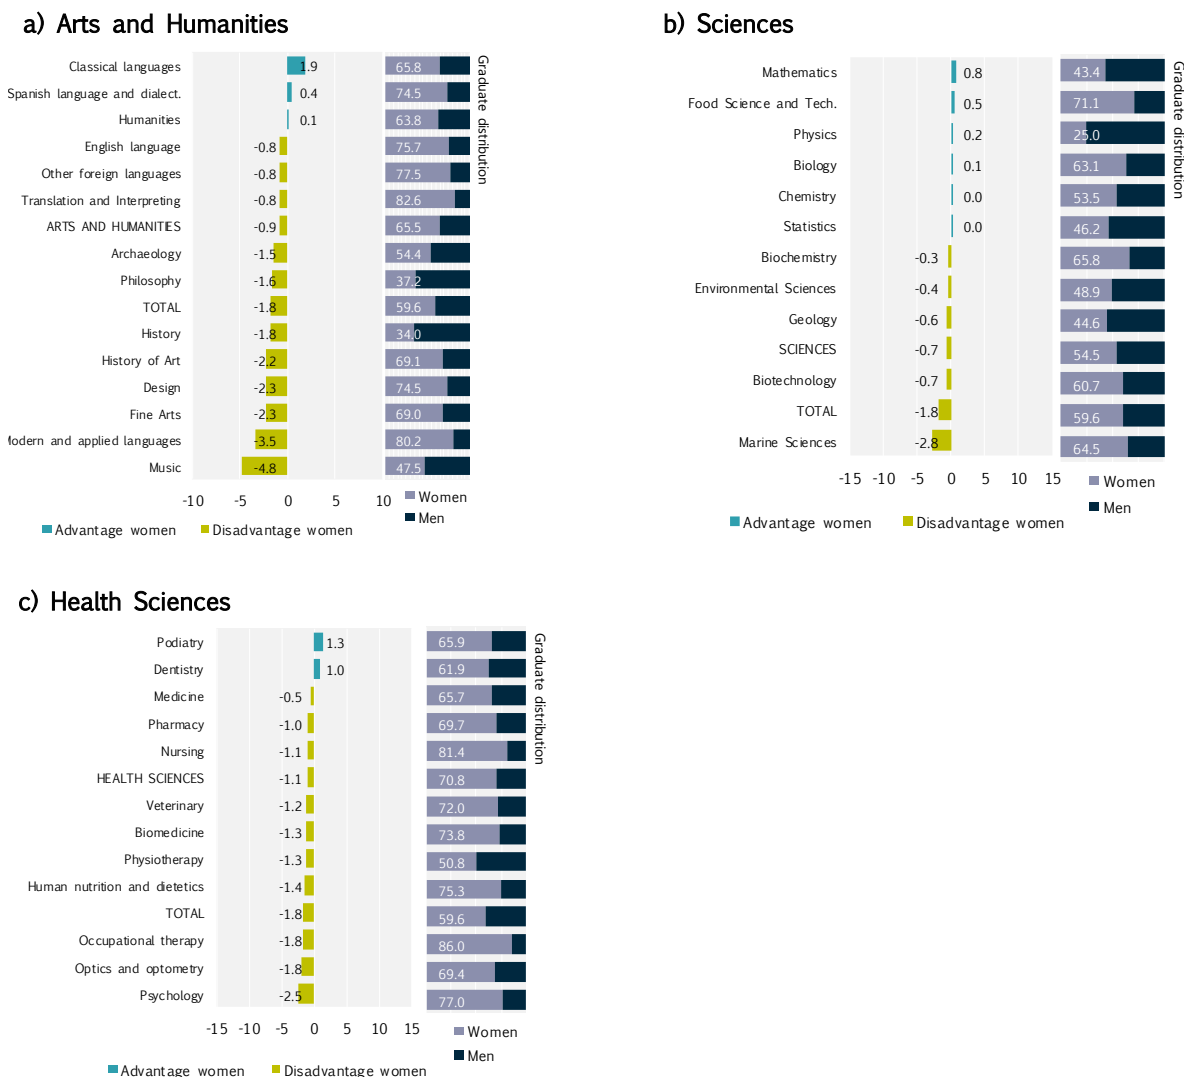 a) Arts and Humanities
Classical languages 1.9 65.8
Spanish language and dialect. 0.4 74.5
Humanities 0.1 63.8
English language -0.8 75.7
Other foreign languages -0.8 77.5
Translation and Interpreting -0.8 82.6
ARTS AND HUMANITIES -0.9 65.5
Archaeology -1.5 54.4
Philosophy -1.6 37.2
TOTAL -1.8 59.6
History -1.8 34.0
History of Art -2.2 69.1
Design -2.3 74.5
Fine Arts -2.3 69.0
Modern and applied languages -3.5 80.2
Music -4.8 47.5
-10 -5 0 5 10
Graduate distribution
Women
Men
Advantage women Disadvantage women
b) Sciences
Mathematics 0.8 43.4
Food Science and Tech. 0.5 71.1
Physics 0.2 25.0
Biology 0.1 63.1
Chemistry 0.0 53.5
Statistics 0.0 46.2
Biochemistry -0.3 65.8
Environmental Sciences -0.4 48.9
Geology -0.6 44.6
SCIENCES -0.7 54.5
Biotechnology -0.7 60.7
TOTAL -1.8 59.6
Marine Sciences -2.8 64.5
-15 -10 -5 0 5 10 15
Graduate distribution
Women
Men
Advantage women Disadvantage women
c) Health Sciences
Podiatry 1.3 65.9
Dentistry 1.0 61.9
Medicine -0.5 65.7
Pharmacy -1.0 69.7
Nursing -1.1 81.4
HEALTH SCIENCES -1.1 70.8
Veterinary -1.2 72.0
Biomedicine -1.3 73.8
Physiotherapy -1.3 50.8
Human nutrition and dietetics -1.4 75.3
TOTAL -1.8 59.6
Occupational therapy -1.8 86.0
Optics and optometry -1.8 69.4
Psychology -2.5 77.0
-15 -10 -5 0 5 10 15
Graduate distribution
Women
Men
Advantage women Disadvantage women